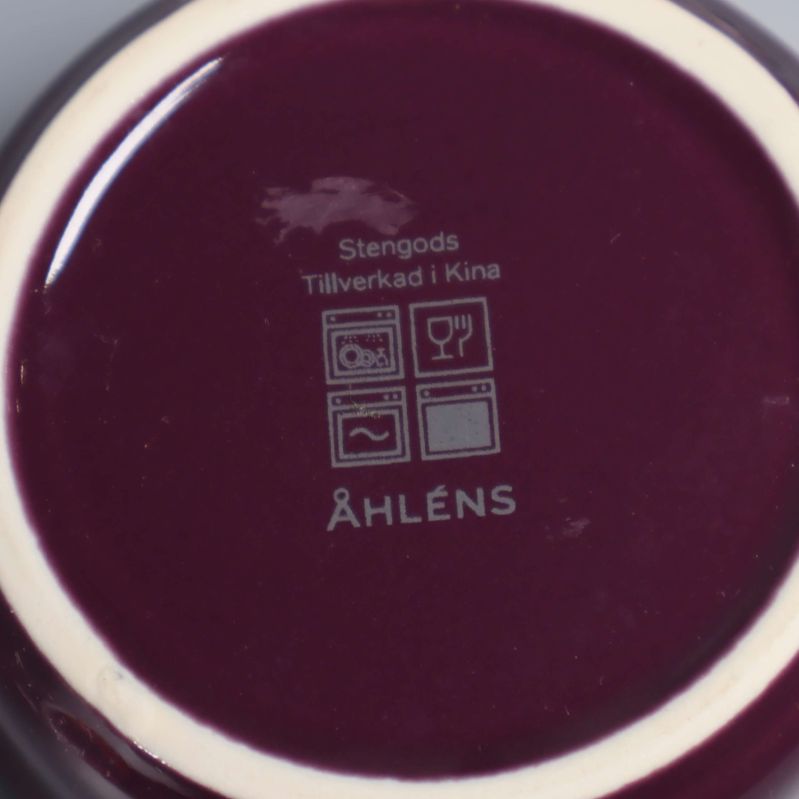 Stengods
Tillverkad i Kina
ÅHLÉNS